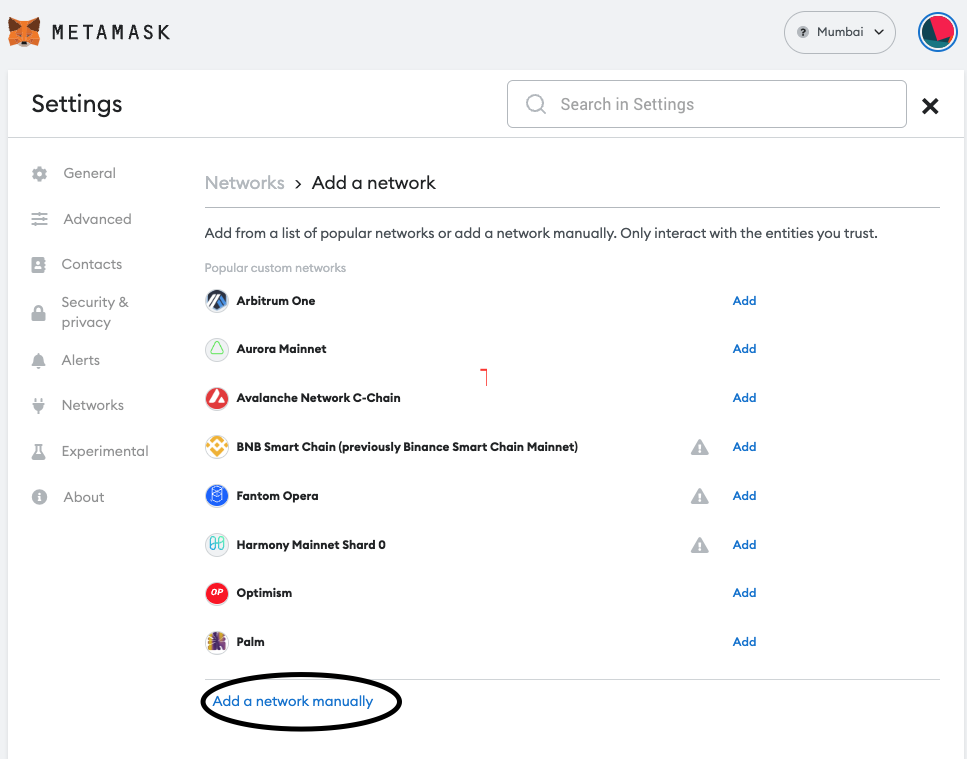 METAMASK
? Mumbai
Settings
Search in Settings
General
Advanced
Contacts
Security &
privacy
Alerts
Networks
Experimental
About
Networks > Add a network
Add from a list of popular networks or add a network manually. Only interact with the entities you trust.
Popular custom networks
Arbitrum One Add
Aurora Mainnet Add
Avalanche Network C-Chain Add
BNB Smart Chain (previously Binance Smart Chain Mainnet) Add
Fantom Opera Add
Harmony Mainnet Shard 0 Add
OP Optimism Add
Palm Add
Add a network manually